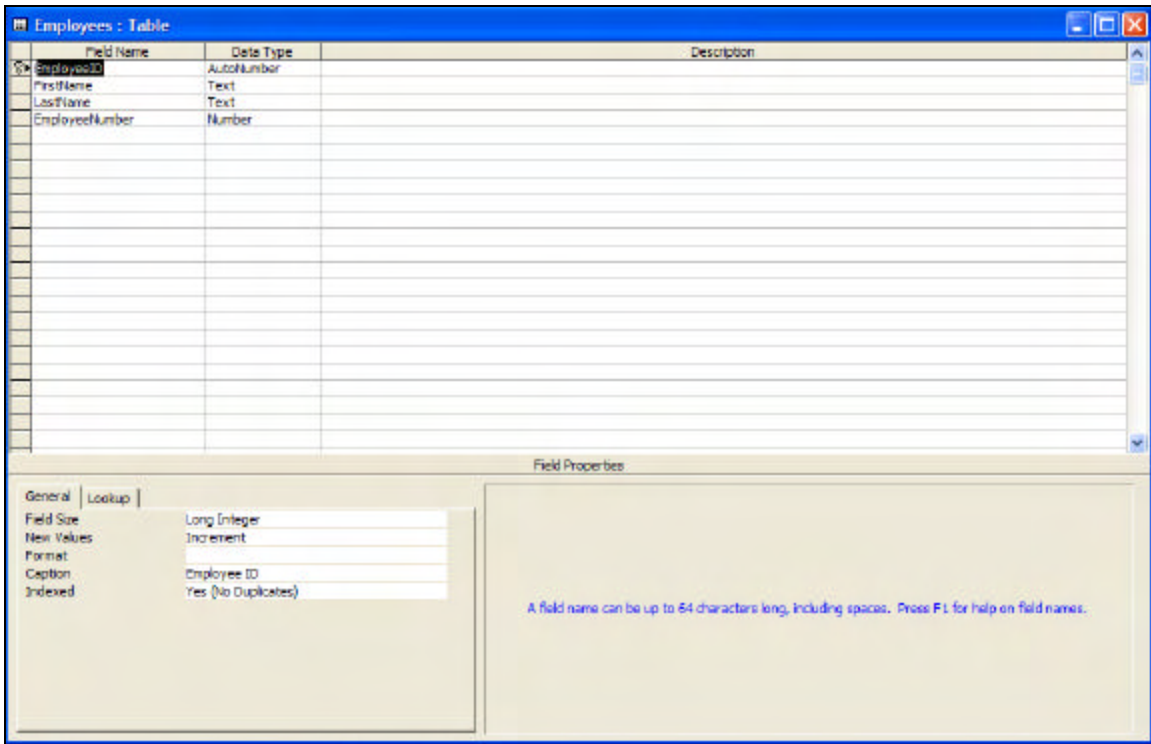 Employees : Table
Field Name Data Type Description
EmployeeID AutoNumber
FirstName Text
LastName Text
EmployeeNumber Number
Field Properties
General Lookup
Field Size Long Integer
New Values Increment
Format
Caption Employee ID
Indexed Yes (No Duplicates)
A field name can be up to 64 characters long, including spaces. Press F1 for help on field names.